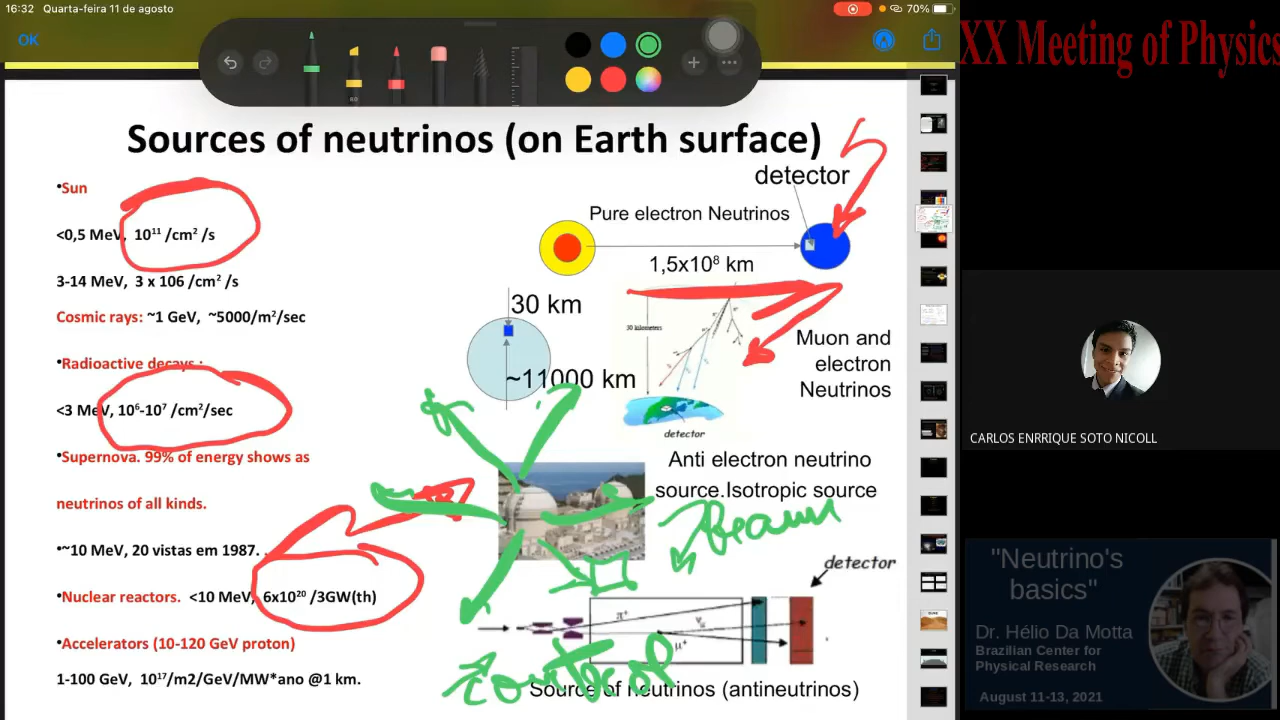 16:32 Quarta-feira 11 de agosto
70%
OK
80
XX Meeting of Physics
Sources of neutrinos (on Earth surface)
•Sun
<0,5 MeV, 10¹¹ /cm² /s
3-14 MeV, 3 x 106 /cm² /s
Cosmic rays: ~1 GeV, ~5000/m²/sec
•Radioactive decays :
<3 MeV, 10⁶-10⁷ /cm²/sec
•Supernova. 99% of energy shows as
neutrinos of all kinds.
•~10 MeV, 20 vistas em 1987. .
•Nuclear reactors. <10 MeV, 6x10²⁰ /3GW(th)
•Accelerators (10-120 GeV proton)
1-100 GeV, 10¹⁷/m2/GeV/MW*ano @1 km.
detector
Pure electron Neutrinos
1,5x10⁸ km
30 km
~11000 km
30 kilometers
Muon and
electron
Neutrinos
detector
Anti electron neutrino
source.Isotropic source
Beam
detector
π⁺
μ⁺
Source of neutrinos (antineutrinos)
CARLOS ENRRIQUE SOTO NICOLL
"Neutrino's
basics"
Dr. Hélio Da Motta
Brazilian Center for
Physical Research
August 11-13, 2021